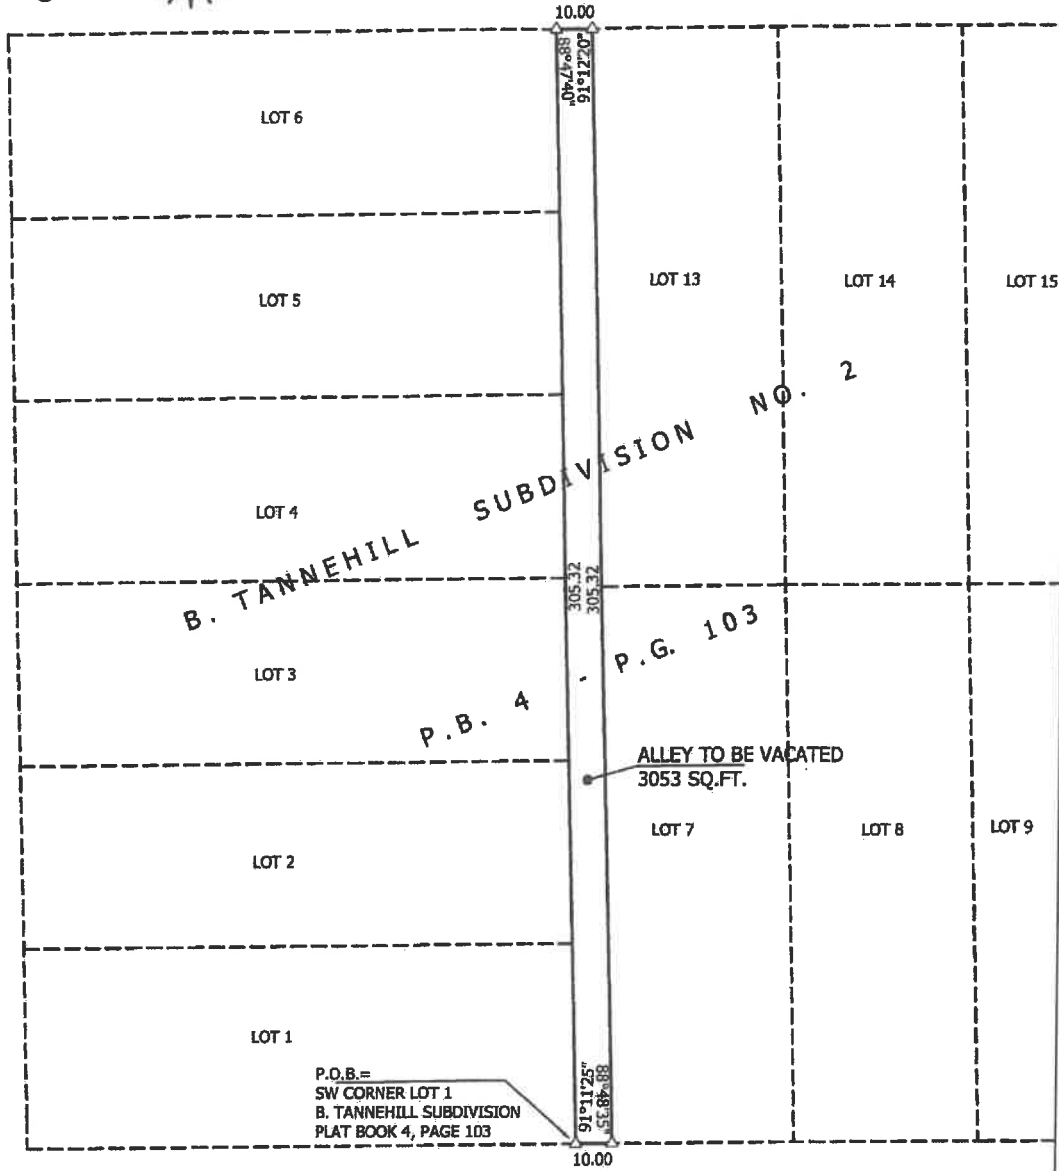 10.00
88°47'40"
91°12'20"
LOT 6
LOT 5
LOT 13
LOT 14
LOT 15
B. TANNEHILL SUBDIVISION NO. 2
LOT 4
305.32
305.32
LOT 3
P.B. 4 - P.G. 103
ALLEY TO BE VACATED
3053 SQ.FT.
LOT 7
LOT 8
LOT 9
LOT 2
LOT 1
P.O.B.=
SW CORNER LOT 1
B. TANNEHILL SUBDIVISION
PLAT BOOK 4, PAGE 103
91°11'25"
88°48'35"
10.00